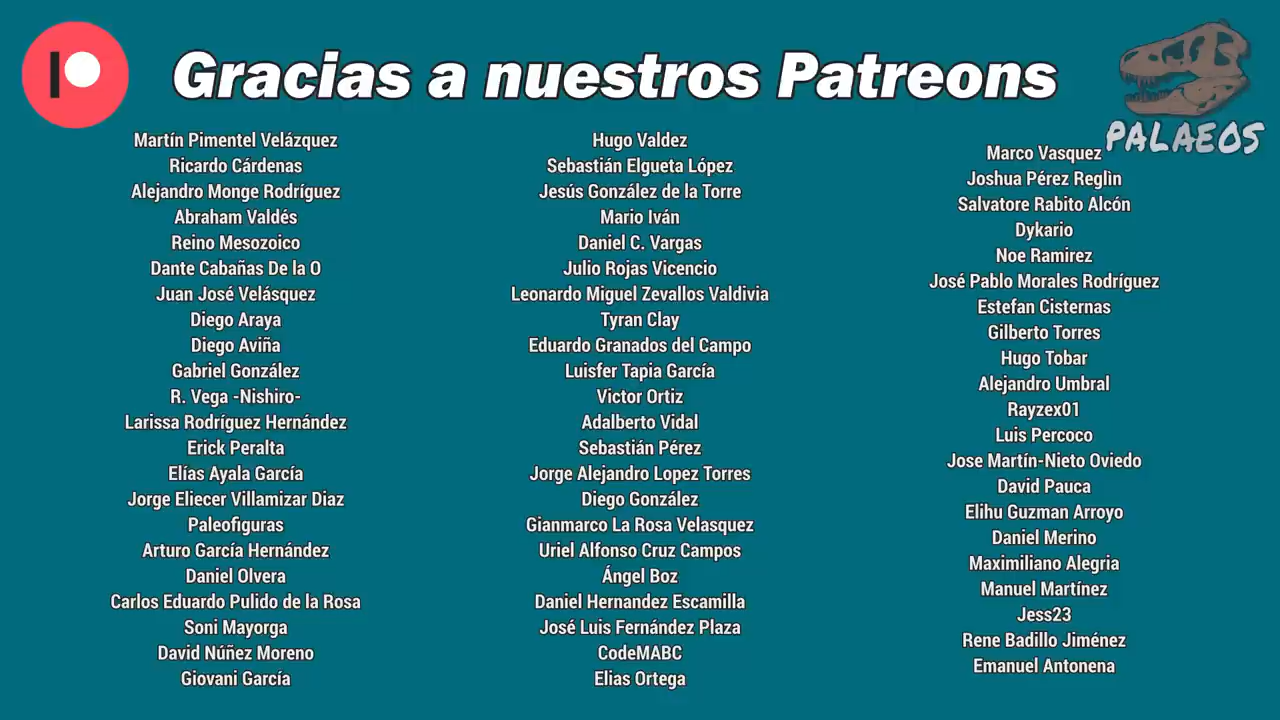 Gracias a nuestros Patreons
PALAEOS
Martín Pimentel Velázquez
Ricardo Cárdenas
Alejandro Monge Rodríguez
Abraham Valdés
Reino Mesozoico
Dante Cabañas De la O
Juan José Velásquez
Diego Araya
Diego Aviña
Gabriel González
R. Vega -Nishiro-
Larissa Rodríguez Hernández
Erick Peralta
Elías Ayala García
Jorge Eliecer Villamizar Diaz
Paleofiguras
Arturo García Hernández
Daniel Olvera
Carlos Eduardo Pulido de la Rosa
Soni Mayorga
David Núñez Moreno
Giovani García
Hugo Valdez
Sebastián Elgueta López
Jesús González de la Torre
Mario Iván
Daniel C. Vargas
Julio Rojas Vicencio
Leonardo Miguel Zevallos Valdivia
Tyran Clay
Eduardo Granados del Campo
Luisfer Tapia García
Victor Ortiz
Adalberto Vidal
Sebastián Pérez
Jorge Alejandro Lopez Torres
Diego González
Gianmarco La Rosa Velasquez
Uriel Alfonso Cruz Campos
Ángel Boz
Daniel Hernandez Escamilla
José Luis Fernández Plaza
CodeMABC
Elias Ortega
Marco Vasquez
Joshua Pérez Reglìn
Salvatore Rabito Alcón
Dykario
Noe Ramirez
José Pablo Morales Rodríguez
Estefan Cisternas
Gilberto Torres
Hugo Tobar
Alejandro Umbral
Rayzex01
Luis Percoco
Jose Martín-Nieto Oviedo
David Pauca
Elihu Guzman Arroyo
Daniel Merino
Maximiliano Alegria
Manuel Martínez
Jess23
Rene Badillo Jiménez
Emanuel Antonena